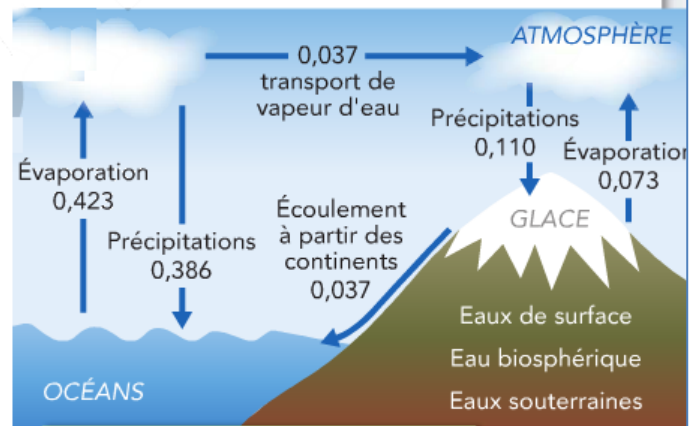 ATMOSPHÈRE
0,037
transport de
vapeur d'eau
Précipitations
0,110
Évaporation
0,073
Évaporation
0,423
Précipitations
0,386
Écoulement
à partir des
continents
0,037
GLACE
Eaux de surface
Eau biosphérique
Eaux souterraines
OCÉANS